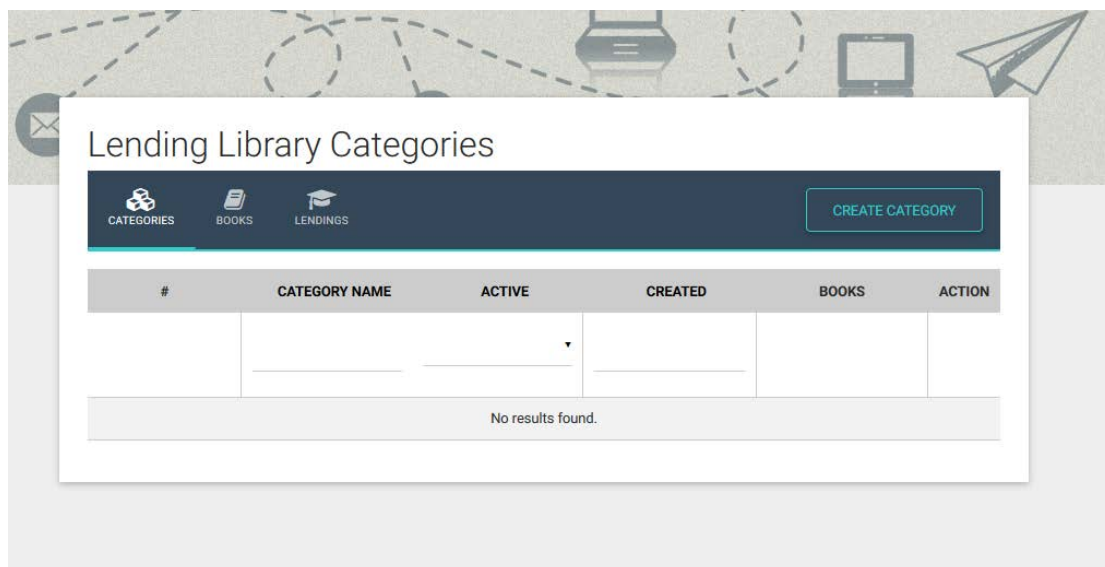 Lending Library Categories
CATEGORIES BOOKS LENDINGS CREATE CATEGORY
# CATEGORY NAME ACTIVE CREATED BOOKS ACTION
No results found.